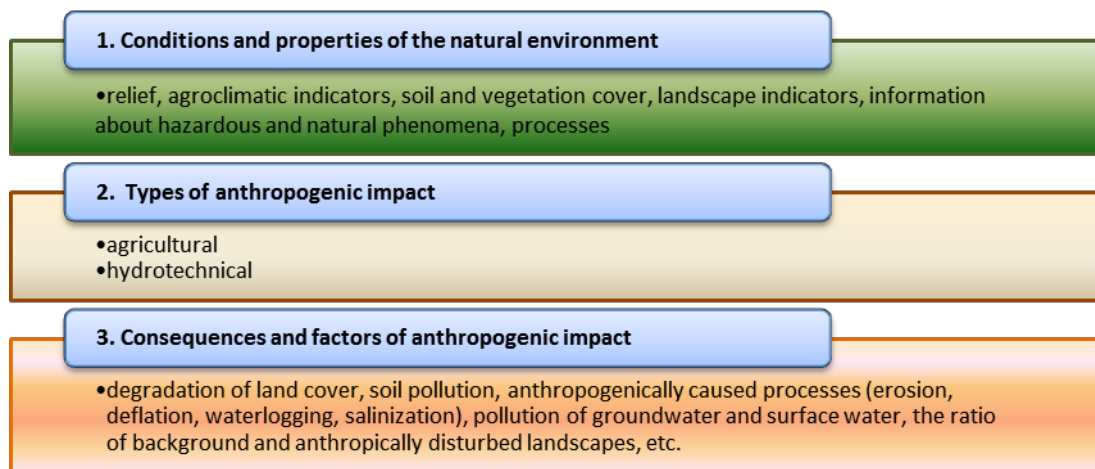 1. Conditions and properties of the natural environment
•relief, agroclimatic indicators, soil and vegetation cover, landscape indicators, information
about hazardous and natural phenomena, processes
2. Types of anthropogenic impact
•agricultural
•hydrotechnical
3. Consequences and factors of anthropogenic impact
•degradation of land cover, soil pollution, anthropogenically caused processes (erosion,
deflation, waterlogging, salinization), pollution of groundwater and surface water, the ratio
of background and anthropically disturbed landscapes, etc.